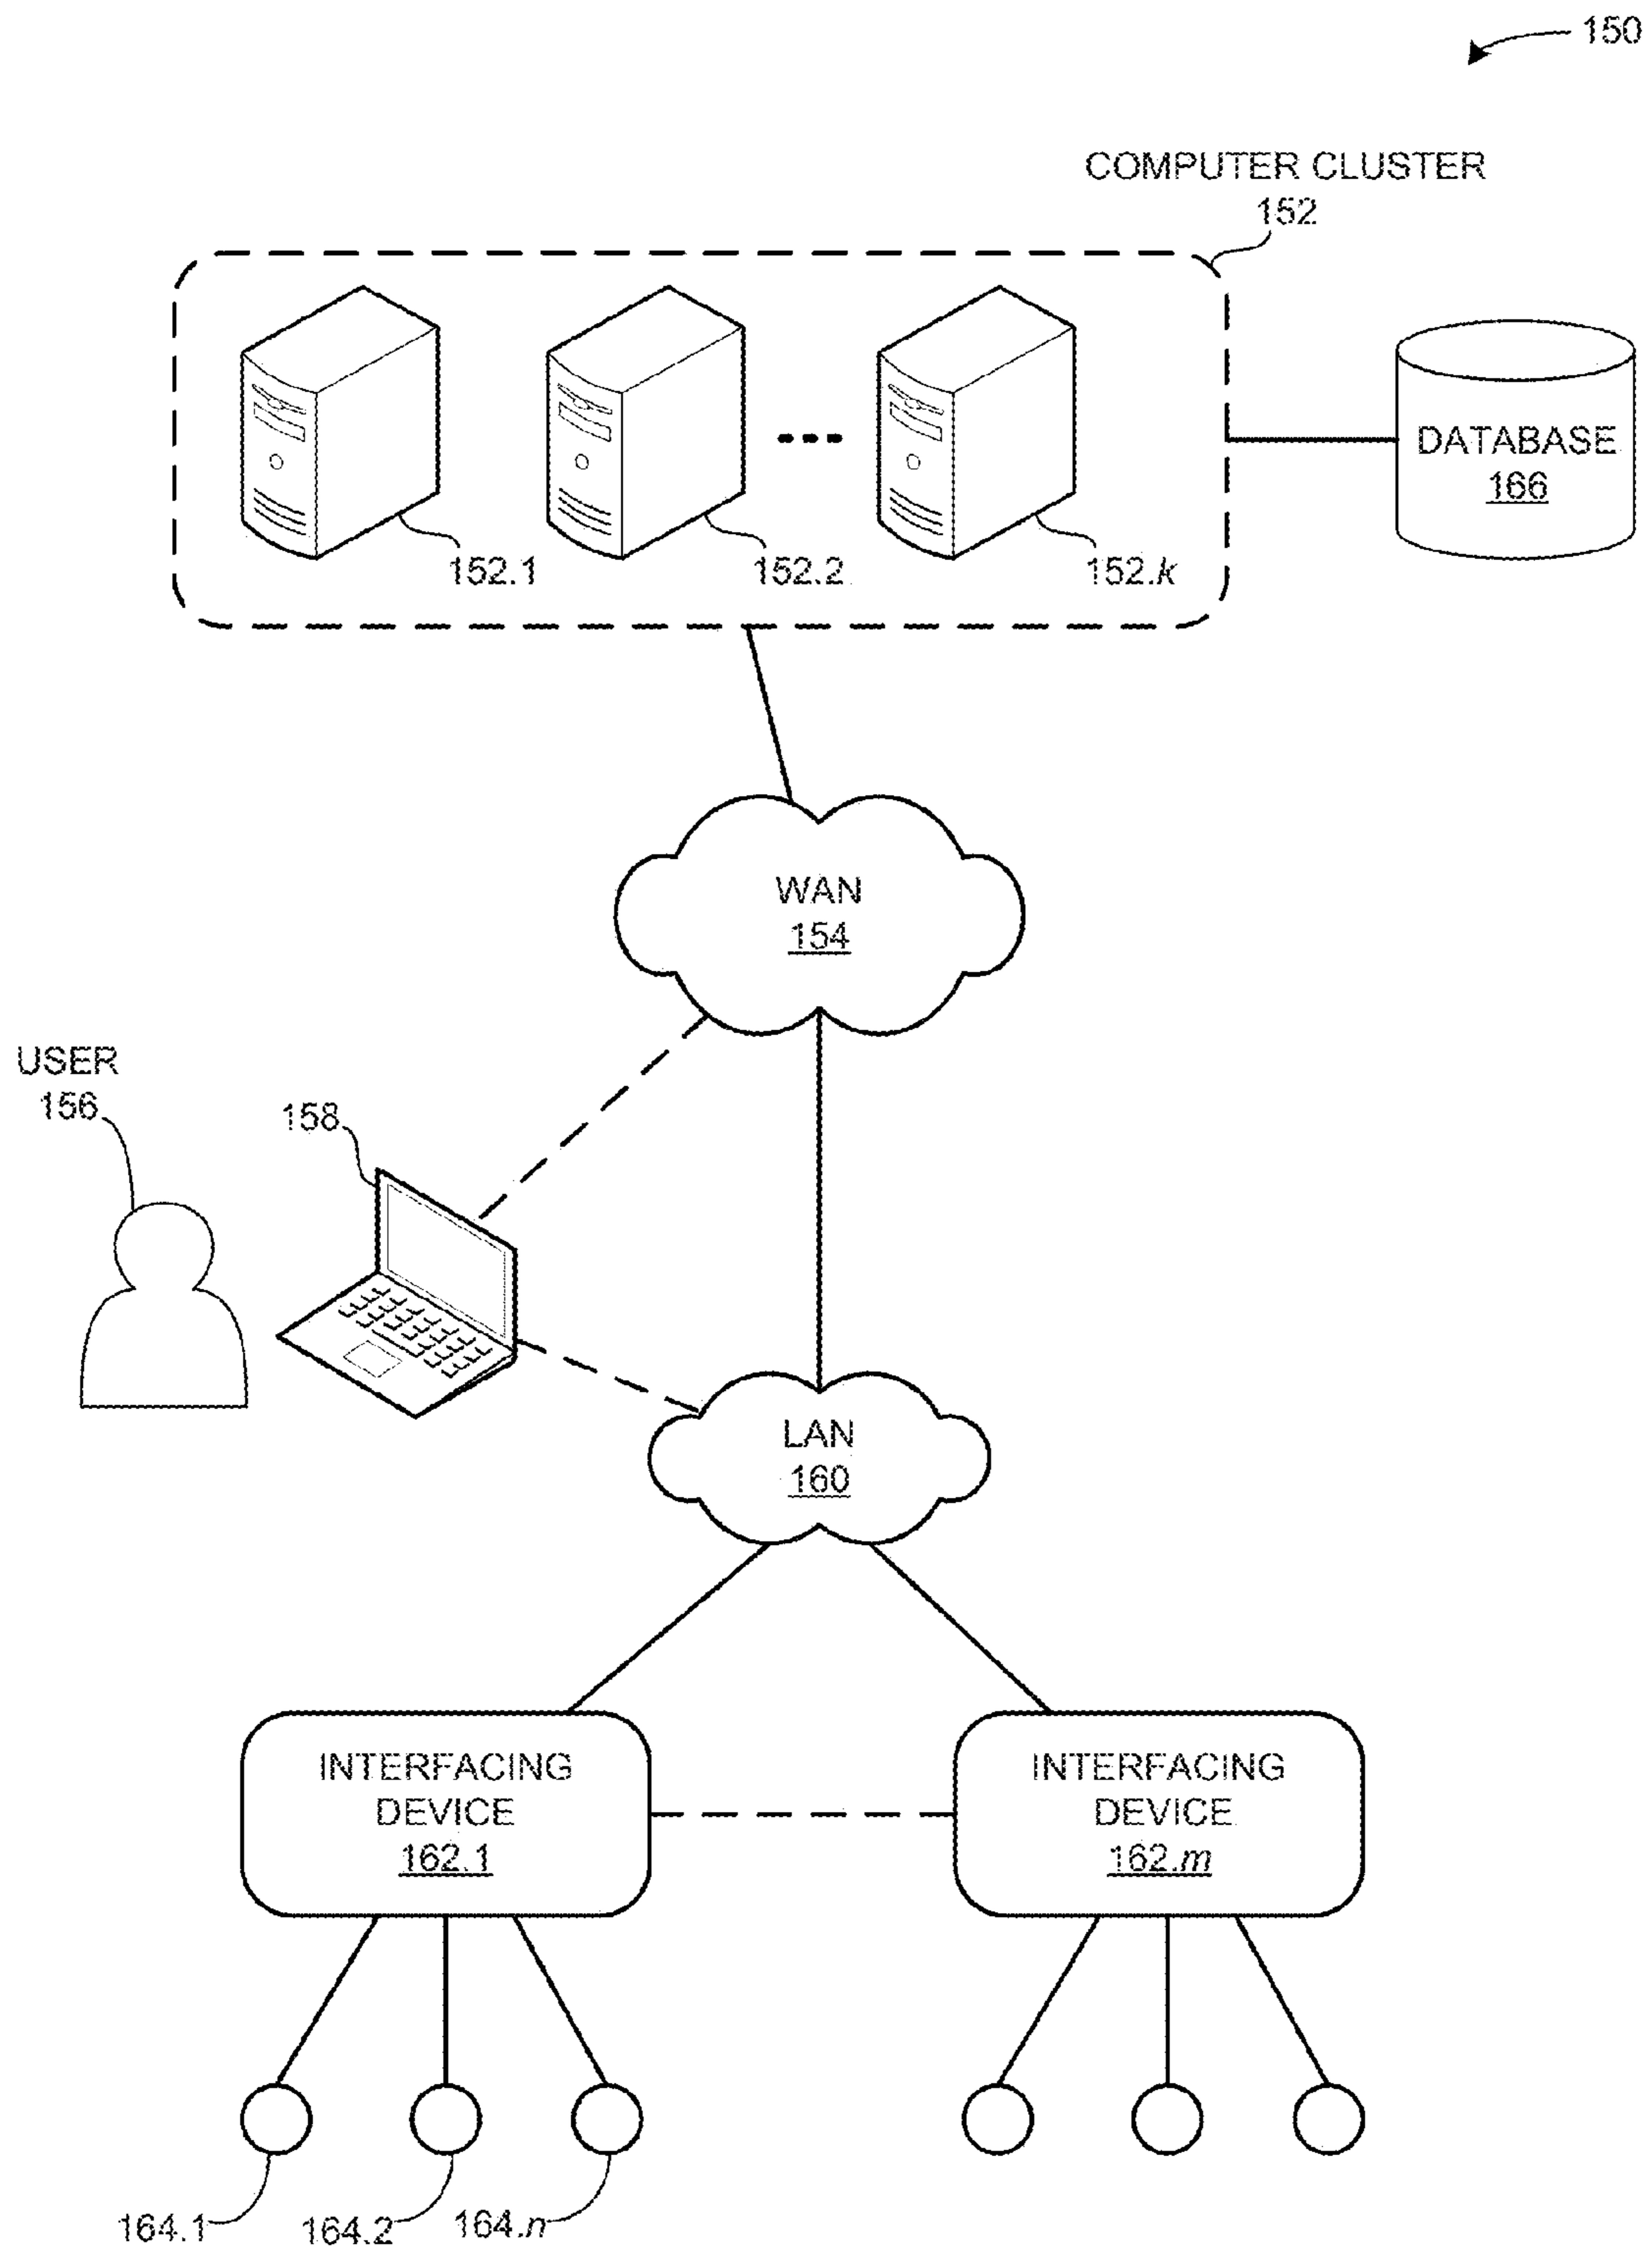 150
COMPUTER CLUSTER
152
152.1
152.2
152.k
DATABASE
166
WAN
154
USER
156
158
LAN
160
INTERFACING
DEVICE
162.1
INTERFACING
DEVICE
162.m
164.1
164.2
164.n